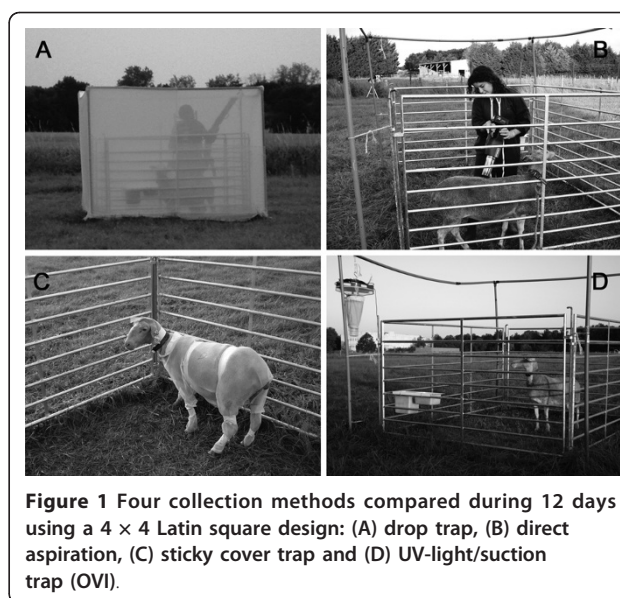 A
B
C
D
Figure 1 Four collection methods compared during 12 days
using a 4 × 4 Latin square design: (A) drop trap, (B) direct
aspiration, (C) sticky cover trap and (D) UV-light/suction
trap (OVI).